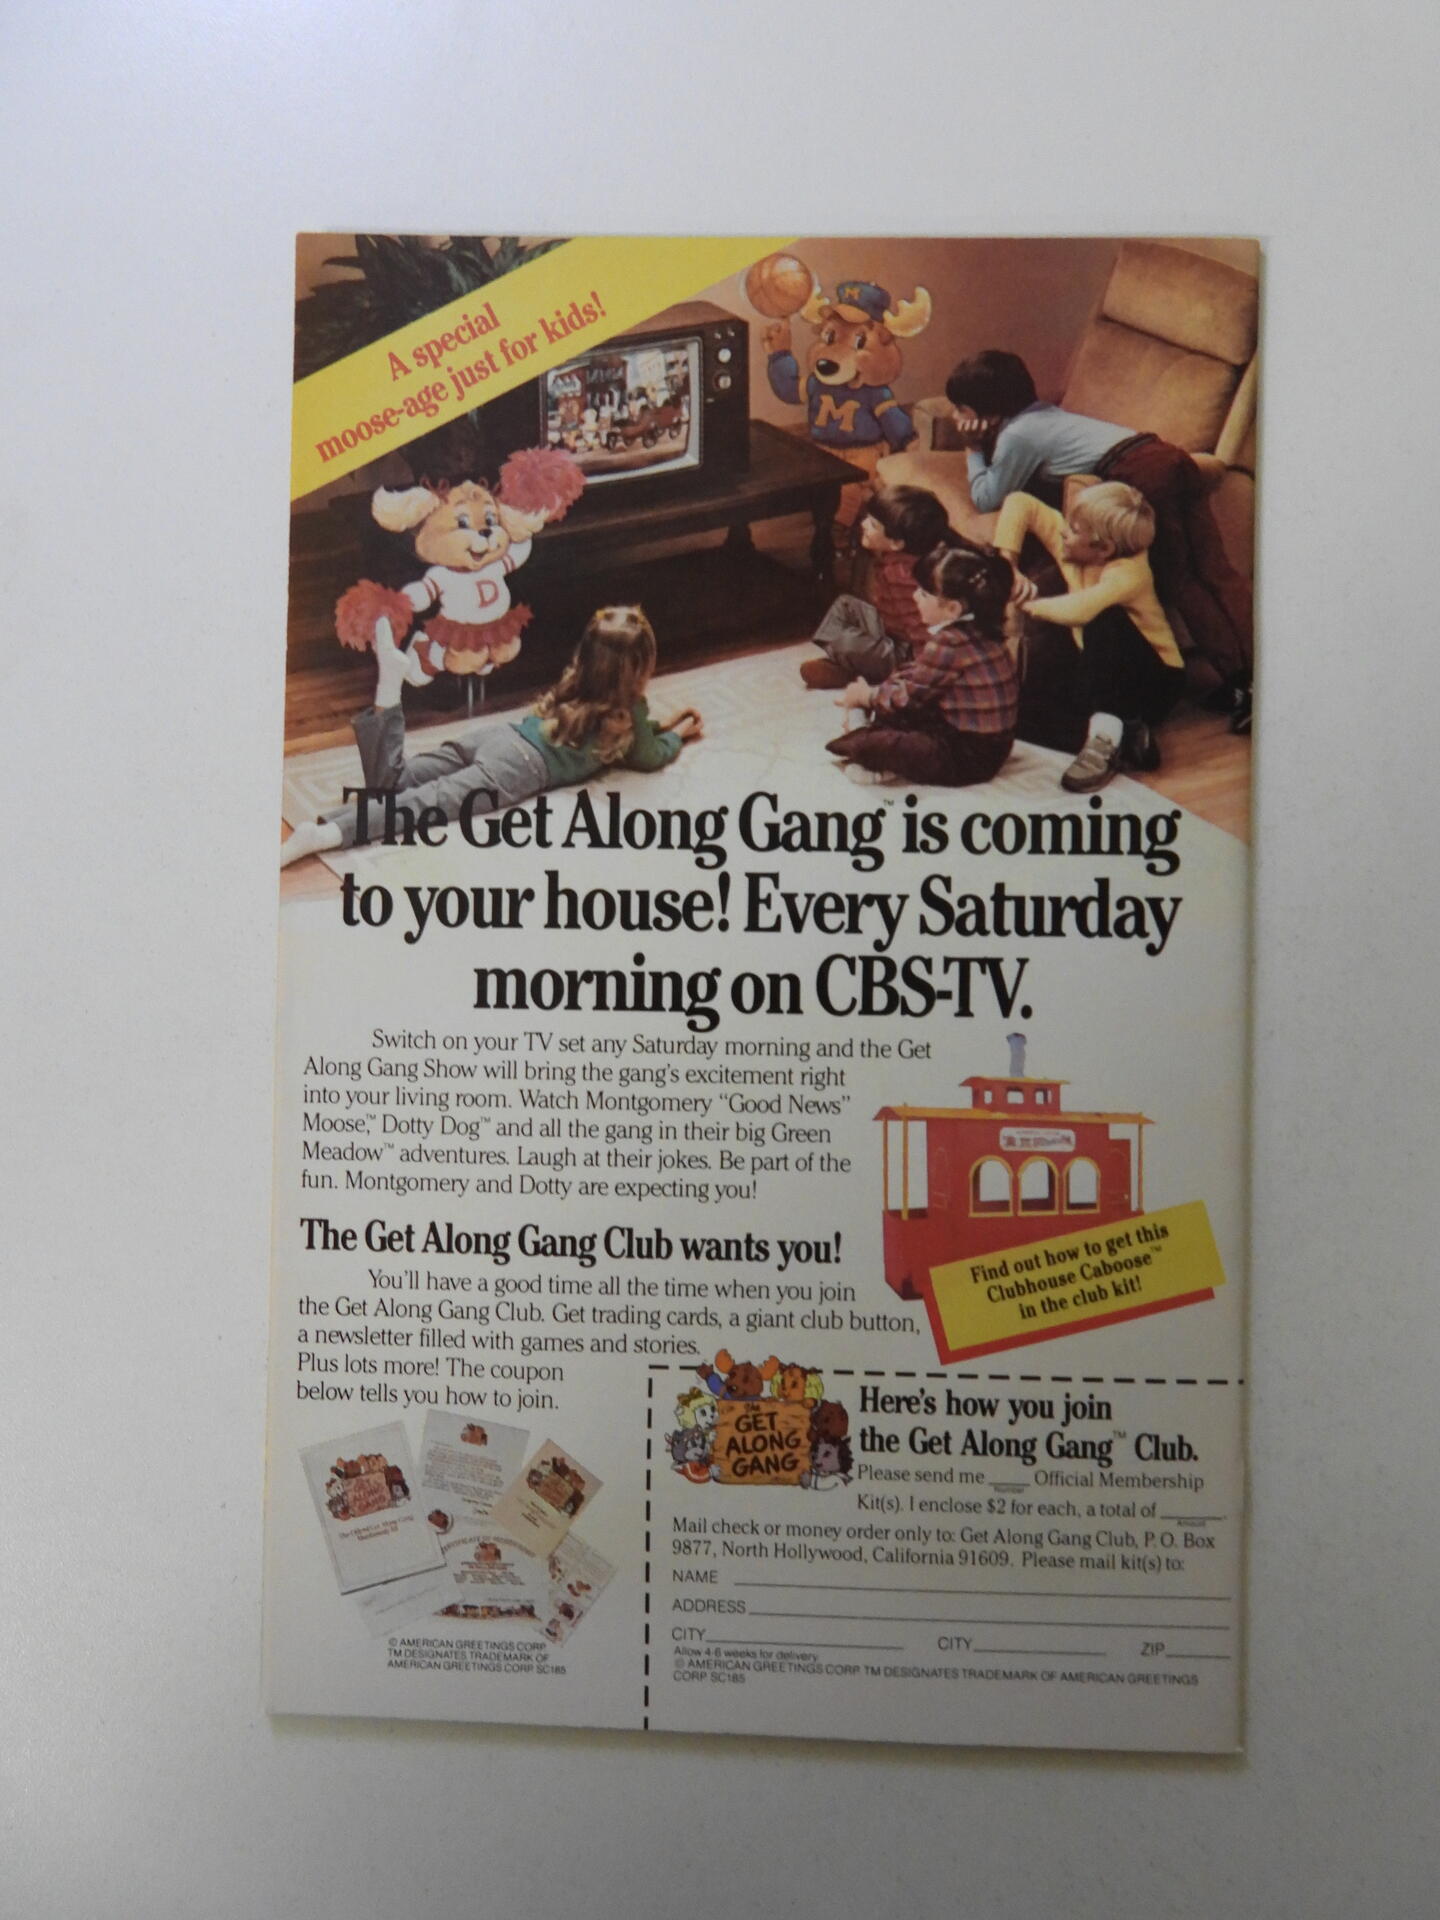 A special
moose-age just for kids!
M
M
D
The Get Along Gang™ is coming
to your house! Every Saturday
morning on CBS-TV.
Switch on your TV set any Saturday morning and the Get
Along Gang Show will bring the gang's excitement right
into your living room. Watch Montgomery "Good News"
Moose,™ Dotty Dog™ and all the gang in their big Green
Meadow™ adventures. Laugh at their jokes. Be part of the
fun. Montgomery and Dotty are expecting you!
Find out how to get this
Clubhouse Caboose™
in the club kit!
The Get Along Gang Club wants you!
You'll have a good time all the time when you join
the Get Along Gang Club. Get trading cards, a giant club button,
a newsletter filled with games and stories.
Plus lots more! The coupon
below tells you how to join.
GET
ALONG
GANG
© AMERICAN GREETINGS CORP
TM DESIGNATES TRADEMARK OF
AMERICAN GREETINGS CORP SC185
The
GET
ALONG
GANG
Here's how you join
the Get Along Gang™ Club.
Please send me ____ Official Membership
Number
Kit(s). I enclose $2 for each, a total of ______.
Amount
Mail check or money order only to: Get Along Gang Club, P.O. Box
9877, North Hollywood, California 91609. Please mail kit(s) to:
NAME
ADDRESS
CITY CITY ZIP
Allow 4-6 weeks for delivery
© AMERICAN GREETINGS CORP TM DESIGNATES TRADEMARK OF AMERICAN GREETINGS
CORP SC185